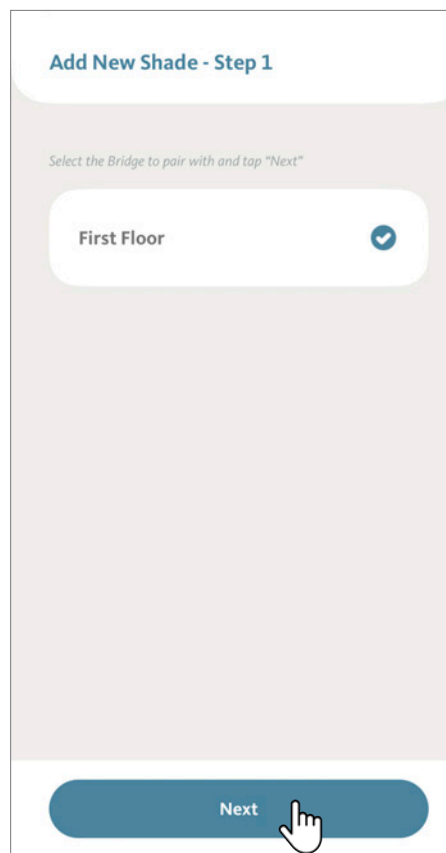 Add New Shade - Step 1
Select the Bridge to pair with and tap “Next”
First Floor
Next